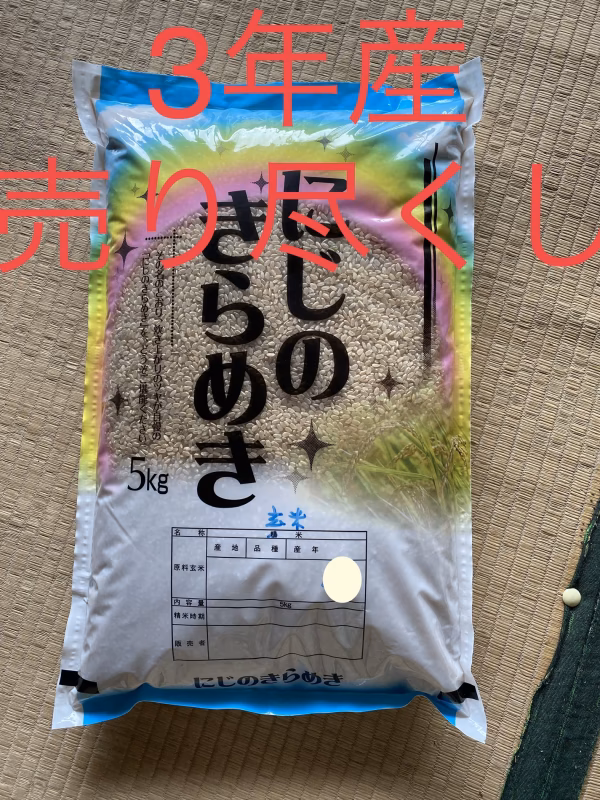 3年産
売り尽くし
にじの
きらめき
5kg
玄米
名称 精米
産地 品種 産年
原料玄米
内容量 5kg
精米時期
販売者
にじのきらめき